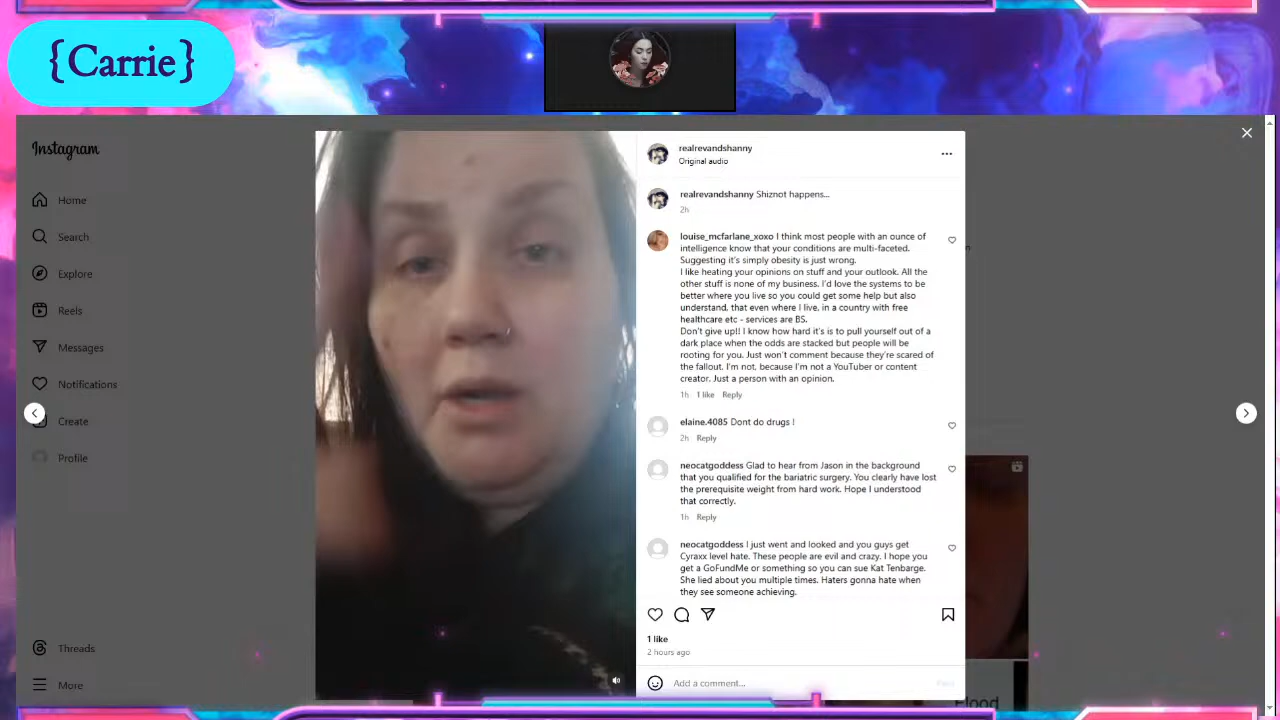 {Carrie}
Instagram
Home
Search
Explore
Reels
Messages
Notifications
Create
Profile
Threads
More
realrevandshanny
Original audio
realrevandshanny Shiznot happens...
2h
louise_mcfarlane_xoxo I think most people with an ounce of
intelligence know that your conditions are multi-faceted.
Suggesting it's simply obesity is just wrong.
I like heating your opinions on stuff and your outlook. All the
other stuff is none of my business. I'd love the systems to be
better where you live so you could get some help but also
understand, that even where I live, in a country with free
healthcare etc - services are BS.
Don't give up!! I know how hard it's is to pull yourself out of a
dark place when the odds are stacked but people will be
rooting for you. Just won't comment because they're scared of
the fallout. I'm not, because I'm not a YouTuber or content
creator. Just a person with an opinion.
1h 1 like Reply
elaine.4085 Dont do drugs !
2h Reply
neocatgoddess Glad to hear from Jason in the background
that you qualified for the bariatric surgery. You clearly have lost
the prerequisite weight from hard work. Hope I understood
that correctly.
1h Reply
neocatgoddess I just went and looked and you guys get
Cyraxx level hate. These people are evil and crazy. I hope you
get a GoFundMe or something so you can sue Kat Tenbarge.
She lied about you multiple times. Haters gonna hate when
they see someone achieving.
1 like
2 hours ago
Add a comment...
Post